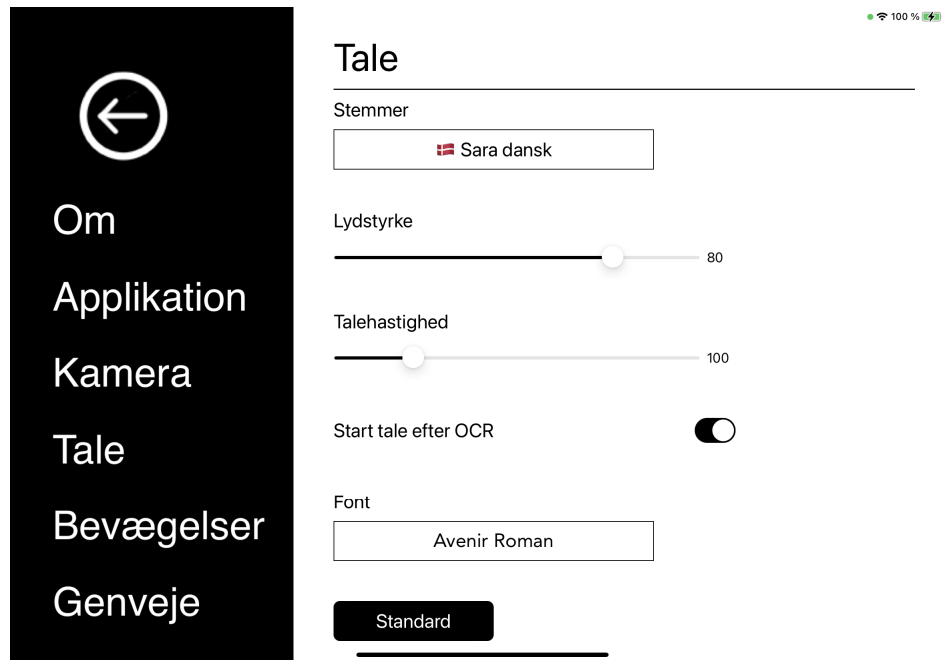 100 %
Tale
Stemmer
🇩🇰 Sara dansk
Lydstyrke
80
Talehastighed
100
Start tale efter OCR
Font
Avenir Roman
Standard
Om
Applikation
Kamera
Tale
Bevægelser
Genveje